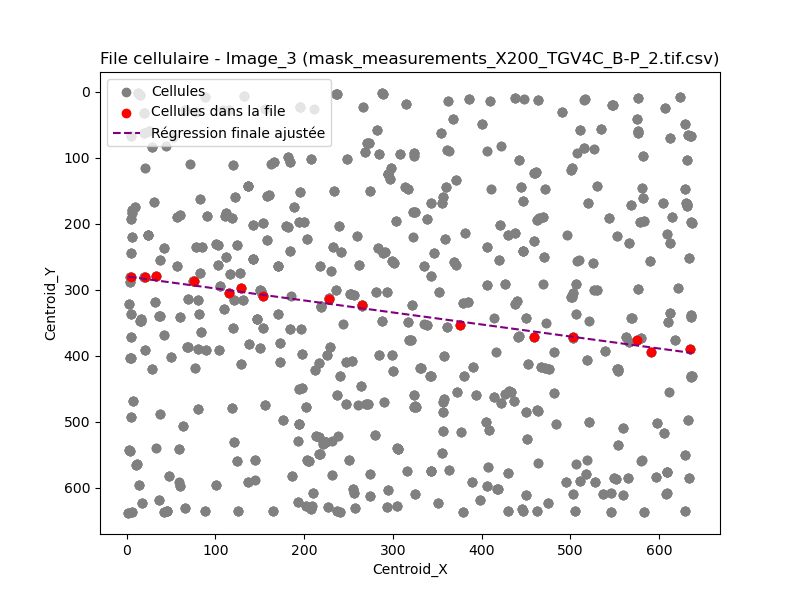 File cellulaire - Image_3 (mask_measurements_X200_TGV4C_B-P_2.tif.csv)
Cellules
Cellules dans la file
Régression finale ajustée
0
100
200
300
400
500
600
Centroid_Y
0
100
200
300
400
500
600
Centroid_X